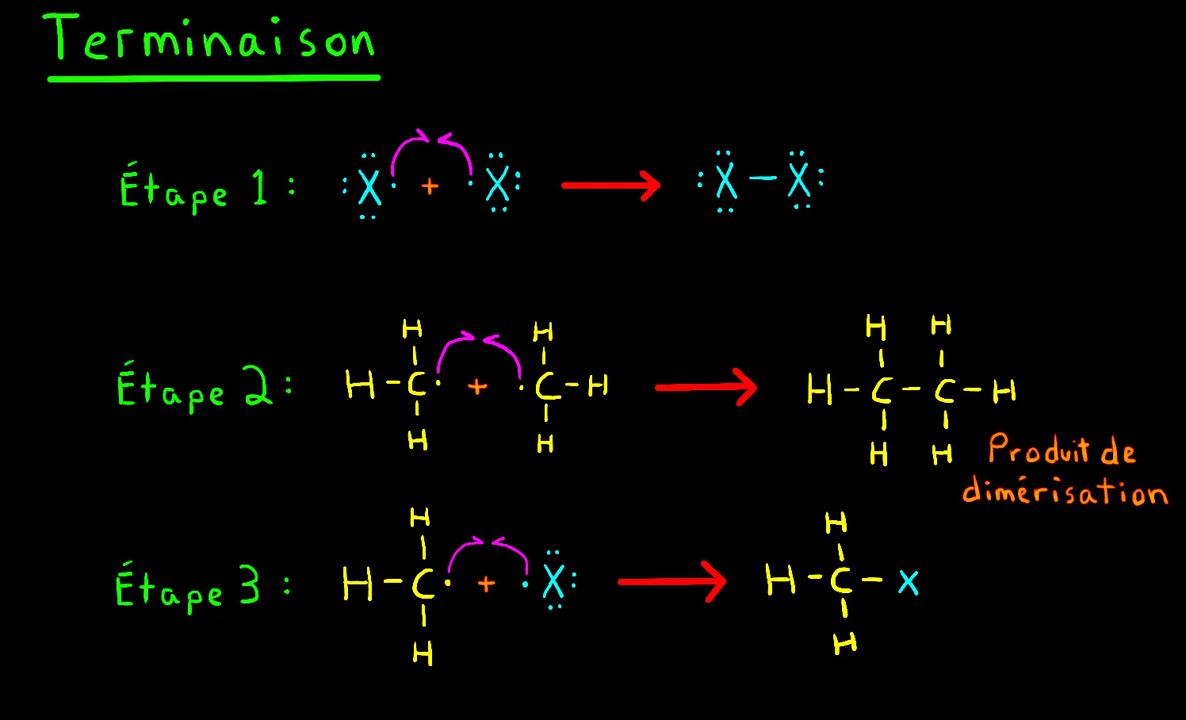 Terminaison
Étape 1 : X + X → X – X
H H H H
Étape 2 : H – C + C – H → H – C – C – H
H H H H
Produit de
dimérisation
H H
Étape 3 : H – C + X → H – C – X
H H